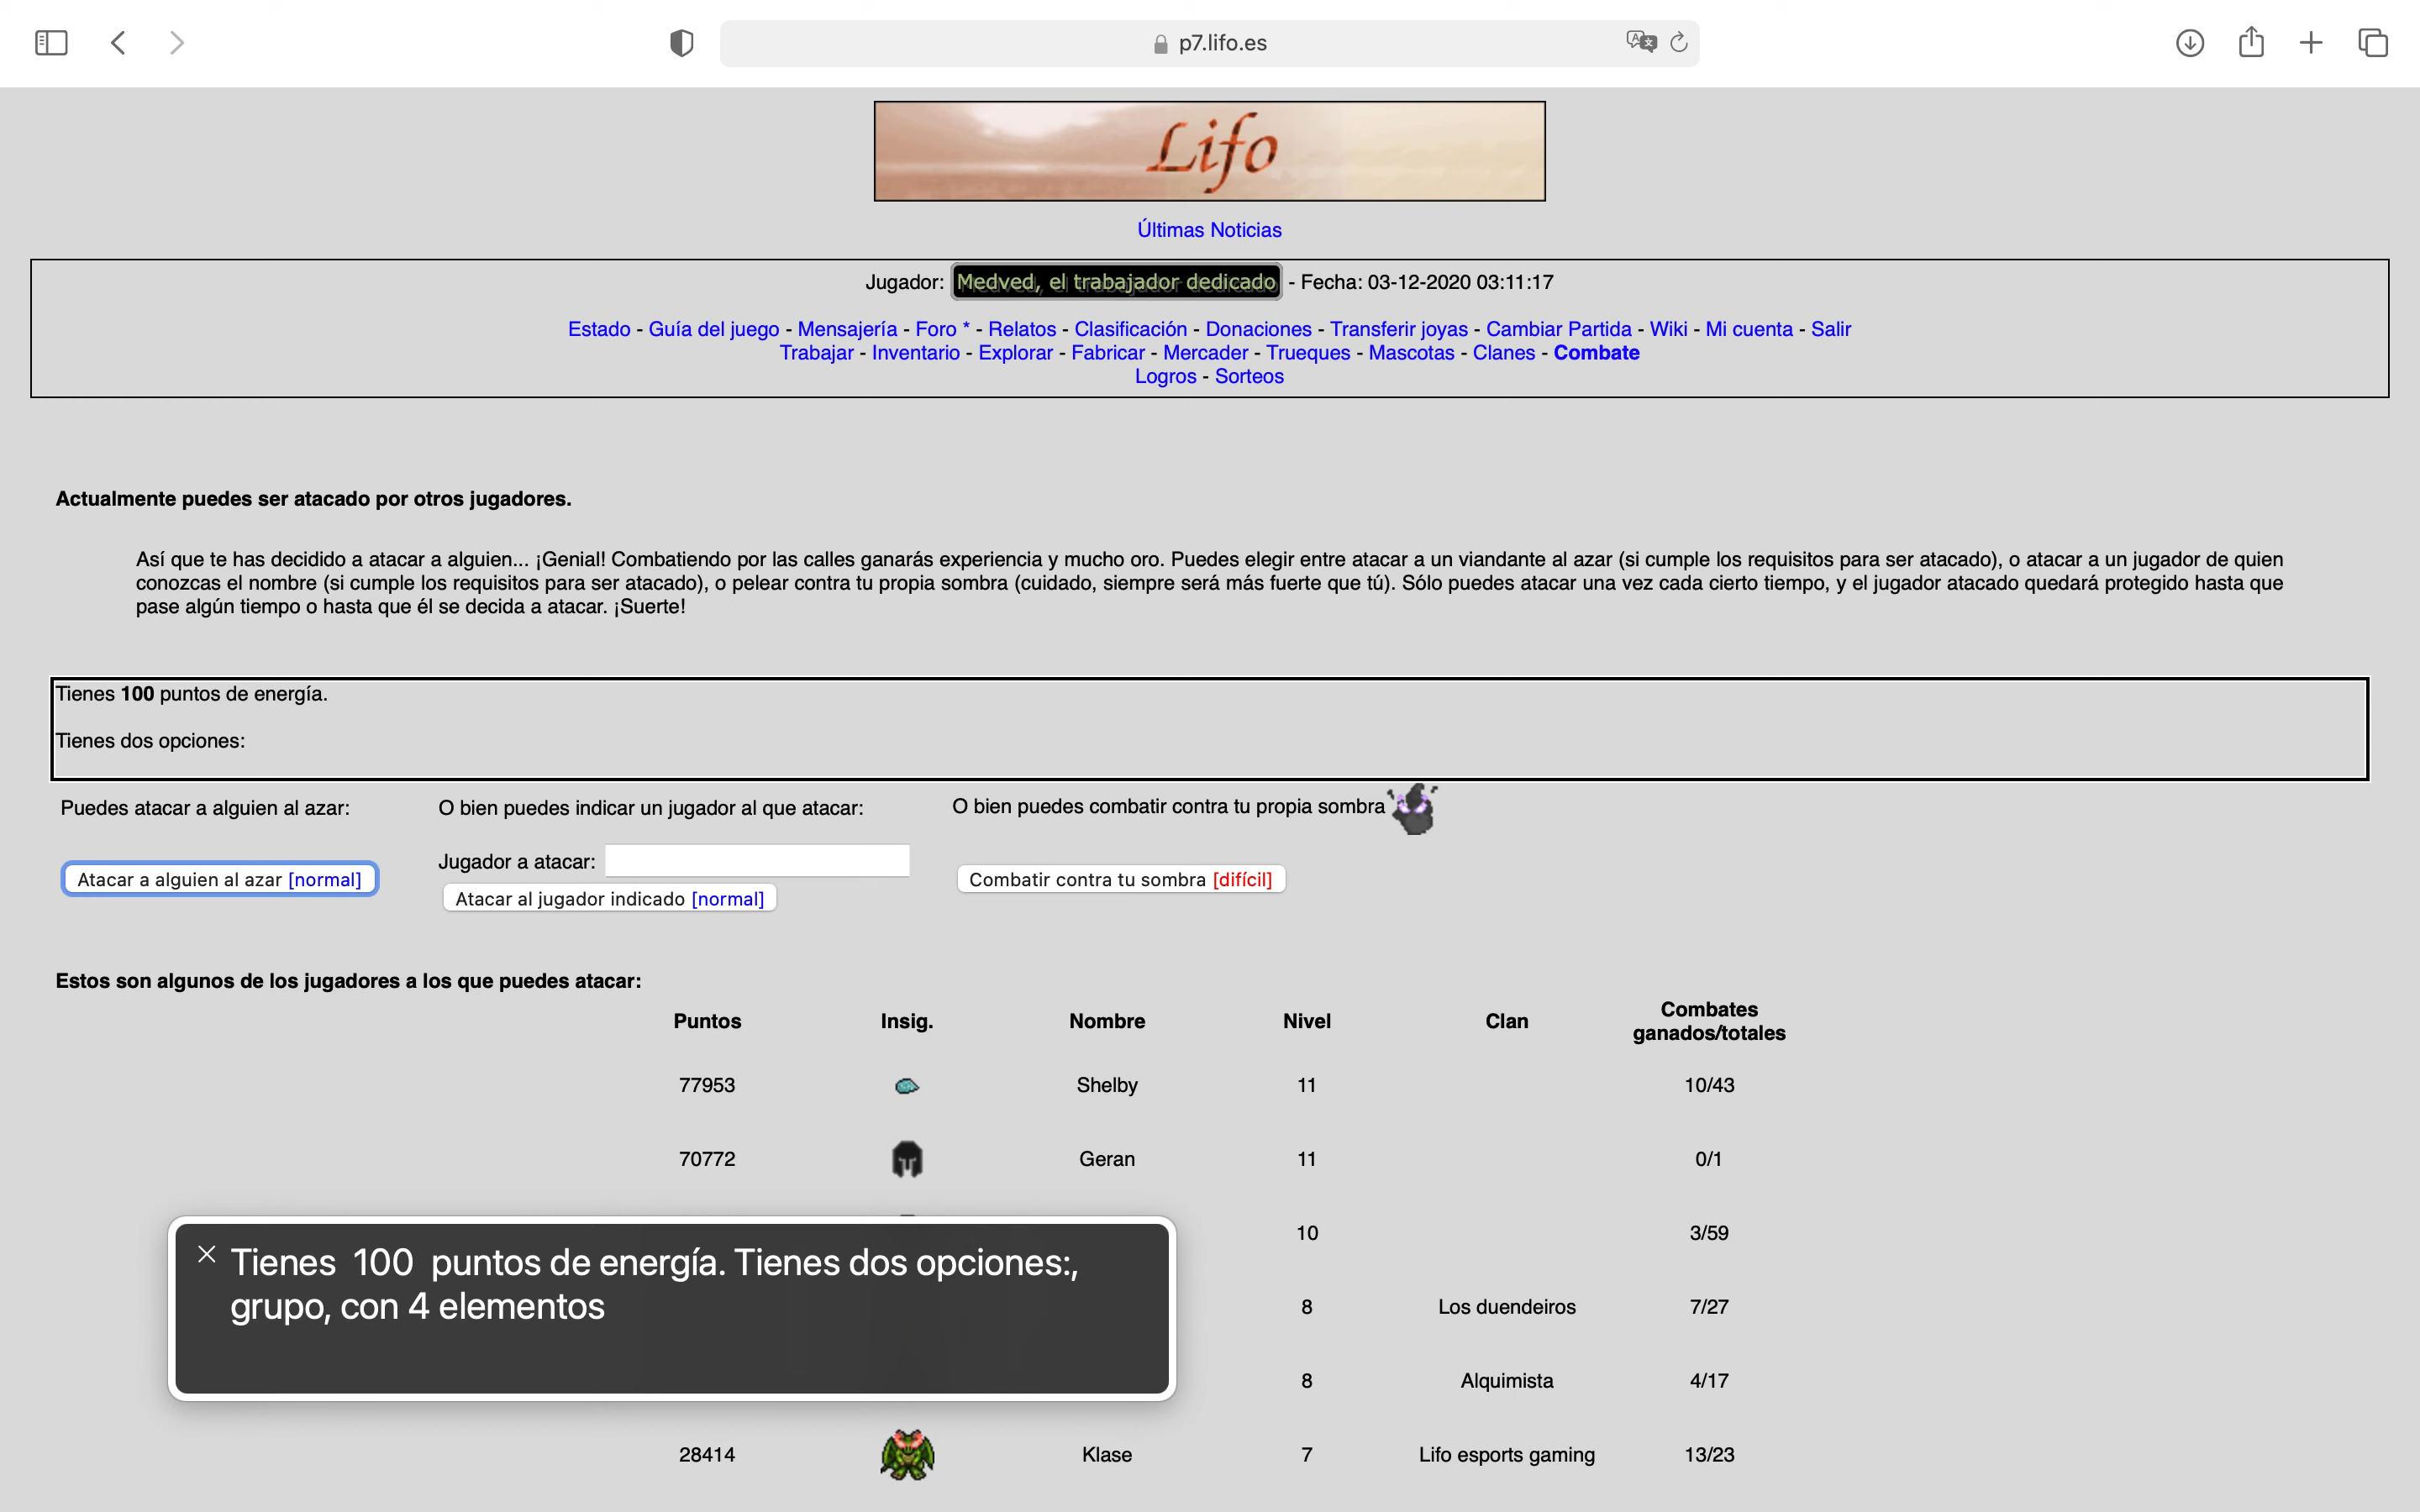 p7.lifo.es
Lifo
Últimas Noticias
Jugador: Medved, el trabajador dedicado - Fecha: 03-12-2020 03:11:17
Estado - Guía del juego - Mensajería - Foro * - Relatos - Clasificación - Donaciones - Transferir joyas - Cambiar Partida - Wiki - Mi cuenta - Salir
Trabajar - Inventario - Explorar - Fabricar - Mercader - Trueques - Mascotas - Clanes - Combate
Logros - Sorteos
Actualmente puedes ser atacado por otros jugadores.
Así que te has decidido a atacar a alguien... ¡Genial! Combatiendo por las calles ganarás experiencia y mucho oro. Puedes elegir entre atacar a un viandante al azar (si cumple los requisitos para ser atacado), o atacar a un jugador de quien
conozcas el nombre (si cumple los requisitos para ser atacado), o pelear contra tu propia sombra (cuidado, siempre será más fuerte que tú). Sólo puedes atacar una vez cada cierto tiempo, y el jugador atacado quedará protegido hasta que
pase algún tiempo o hasta que él se decida a atacar. ¡Suerte!
Tienes 100 puntos de energía.
Tienes dos opciones:
Puedes atacar a alguien al azar:
Atacar a alguien al azar [normal]
O bien puedes indicar un jugador al que atacar:
Jugador a atacar:
Atacar al jugador indicado [normal]
O bien puedes combatir contra tu propia sombra
Combatir contra tu sombra [difícil]
Estos son algunos de los jugadores a los que puedes atacar:
Puntos Insig. Nombre Nivel Clan Combates ganados/totales
77953 Shelby 11 10/43
70772 Geran 11 0/1
10 3/59
8 Los duendeiros 7/27
8 Alquimista 4/17
28414 Klase 7 Lifo esports gaming 13/23
Tienes 100 puntos de energía. Tienes dos opciones:,
grupo, con 4 elementos